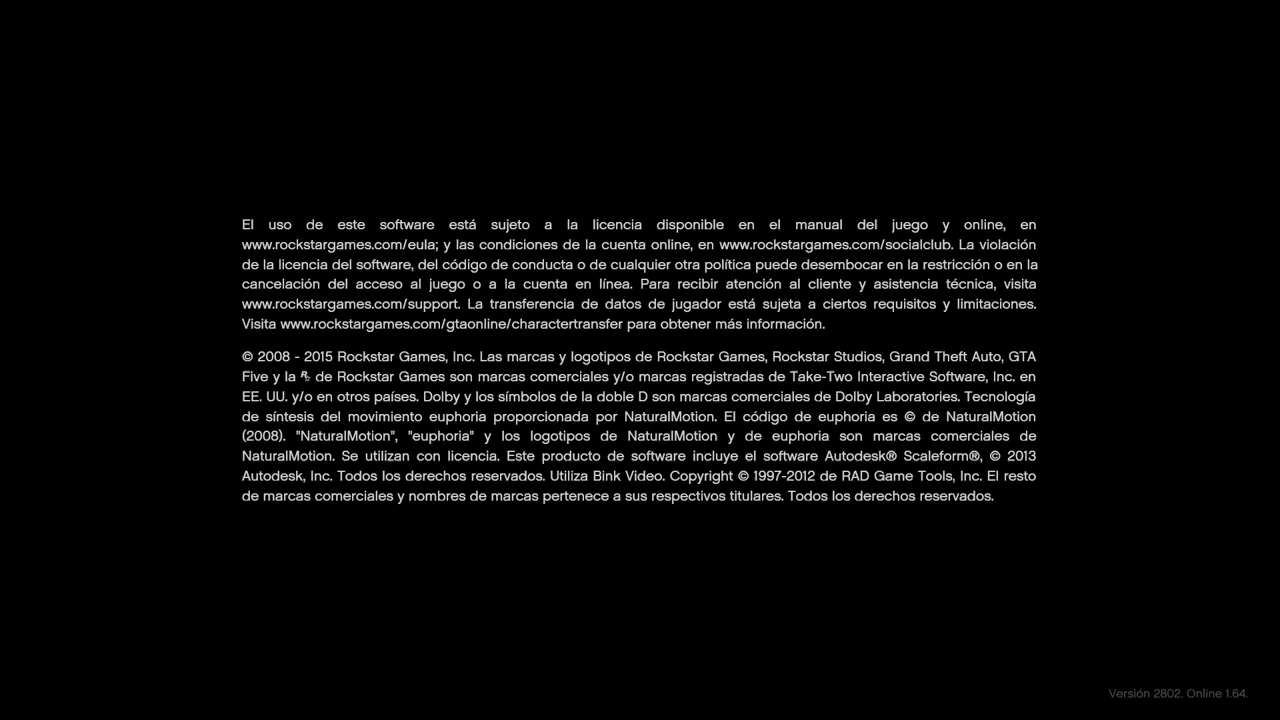 El uso de este software está sujeto a la licencia disponible en el manual del juego y online, en
www.rockstargames.com/eula; y las condiciones de la cuenta online, en www.rockstargames.com/socialclub. La violación
de la licencia del software, del código de conducta o de cualquier otra política puede desembocar en la restricción o en la
cancelación del acceso al juego o a la cuenta en línea. Para recibir atención al cliente y asistencia técnica, visita
www.rockstargames.com/support. La transferencia de datos de jugador está sujeta a ciertos requisitos y limitaciones.
Visita www.rockstargames.com/gtaonline/charactertransfer para obtener más información.
© 2008 - 2015 Rockstar Games, Inc. Las marcas y logotipos de Rockstar Games, Rockstar Studios, Grand Theft Auto, GTA
Five y la R* de Rockstar Games son marcas comerciales y/o marcas registradas de Take-Two Interactive Software, Inc. en
EE. UU. y/o en otros países. Dolby y los símbolos de la doble D son marcas comerciales de Dolby Laboratories. Tecnología
de síntesis del movimiento euphoria proporcionada por NaturalMotion. El código de euphoria es © de NaturalMotion
(2008). "NaturalMotion", "euphoria" y los logotipos de NaturalMotion y de euphoria son marcas comerciales de
NaturalMotion. Se utilizan con licencia. Este producto de software incluye el software Autodesk® Scaleform®, © 2013
Autodesk, Inc. Todos los derechos reservados. Utiliza Bink Video. Copyright © 1997-2012 de RAD Game Tools, Inc. El resto
de marcas comerciales y nombres de marcas pertenece a sus respectivos titulares. Todos los derechos reservados.
Versión 2802. Online 1.64.